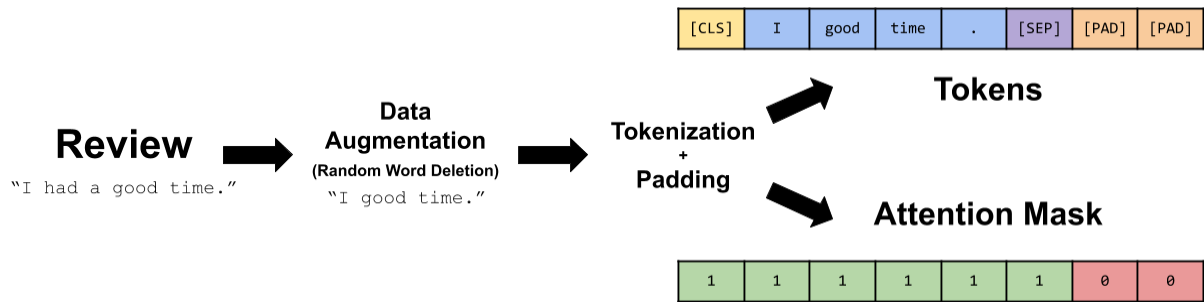 Review
“I had a good time.”
Data
Augmentation
(Random Word Deletion)
“I good time.”
Tokenization
+
Padding
[CLS] I good time . [SEP] [PAD] [PAD]
Tokens
Attention Mask
1 1 1 1 1 1 0 0